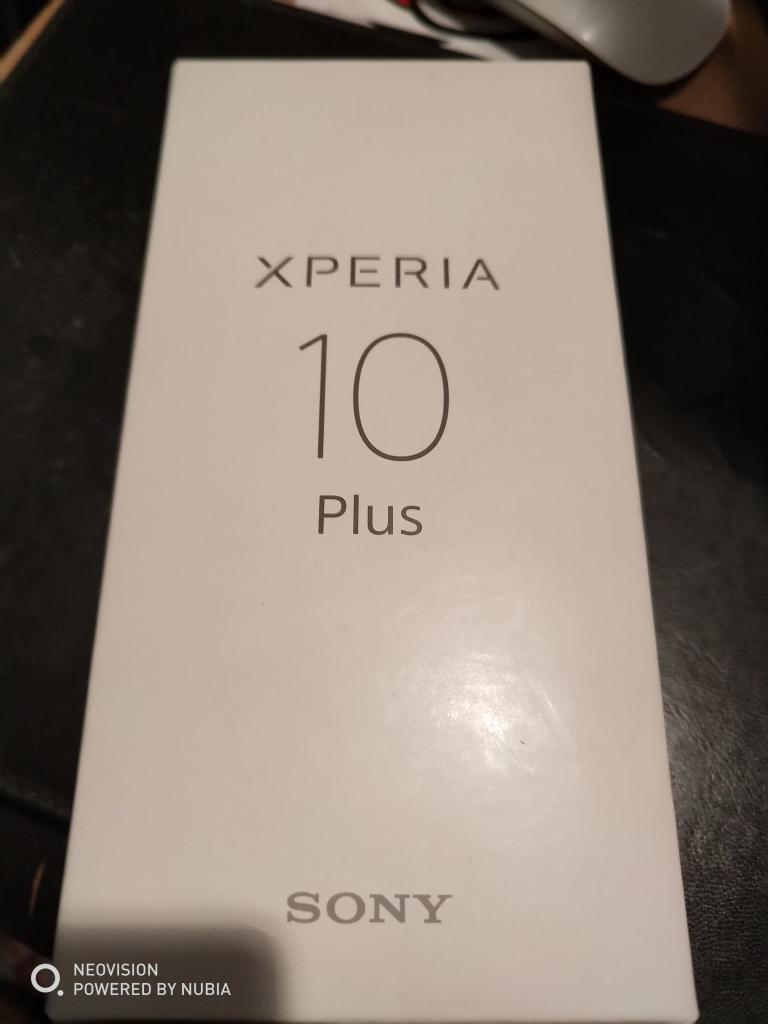 XPERIA
10
Plus
SONY
NEOVISION
POWERED BY NUBIA